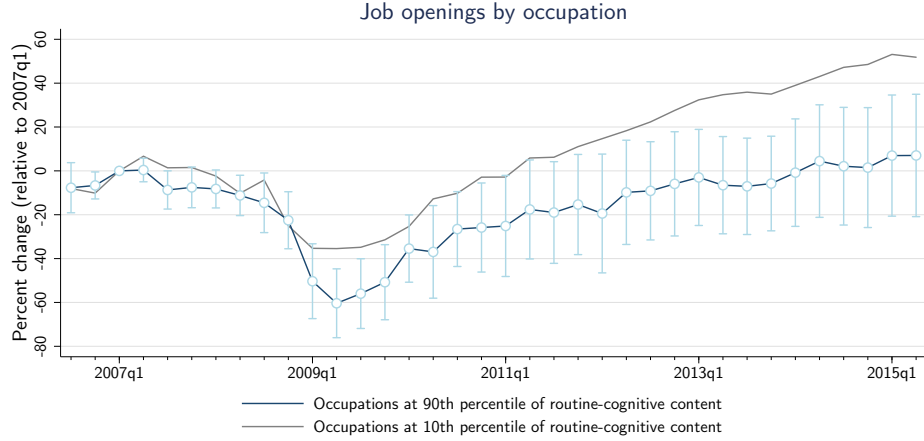 Job openings by occupation
Percent change (relative to 2007q1)
60
40
20
0
-20
-40
-60
-80
2007q1 2009q1 2011q1 2013q1 2015q1
Occupations at 90th percentile of routine-cognitive content
Occupations at 10th percentile of routine-cognitive content